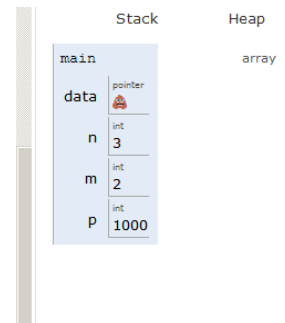 Stack Heap
main array
pointer
data 💩
int
n 3
int
m 2
int
p 1000